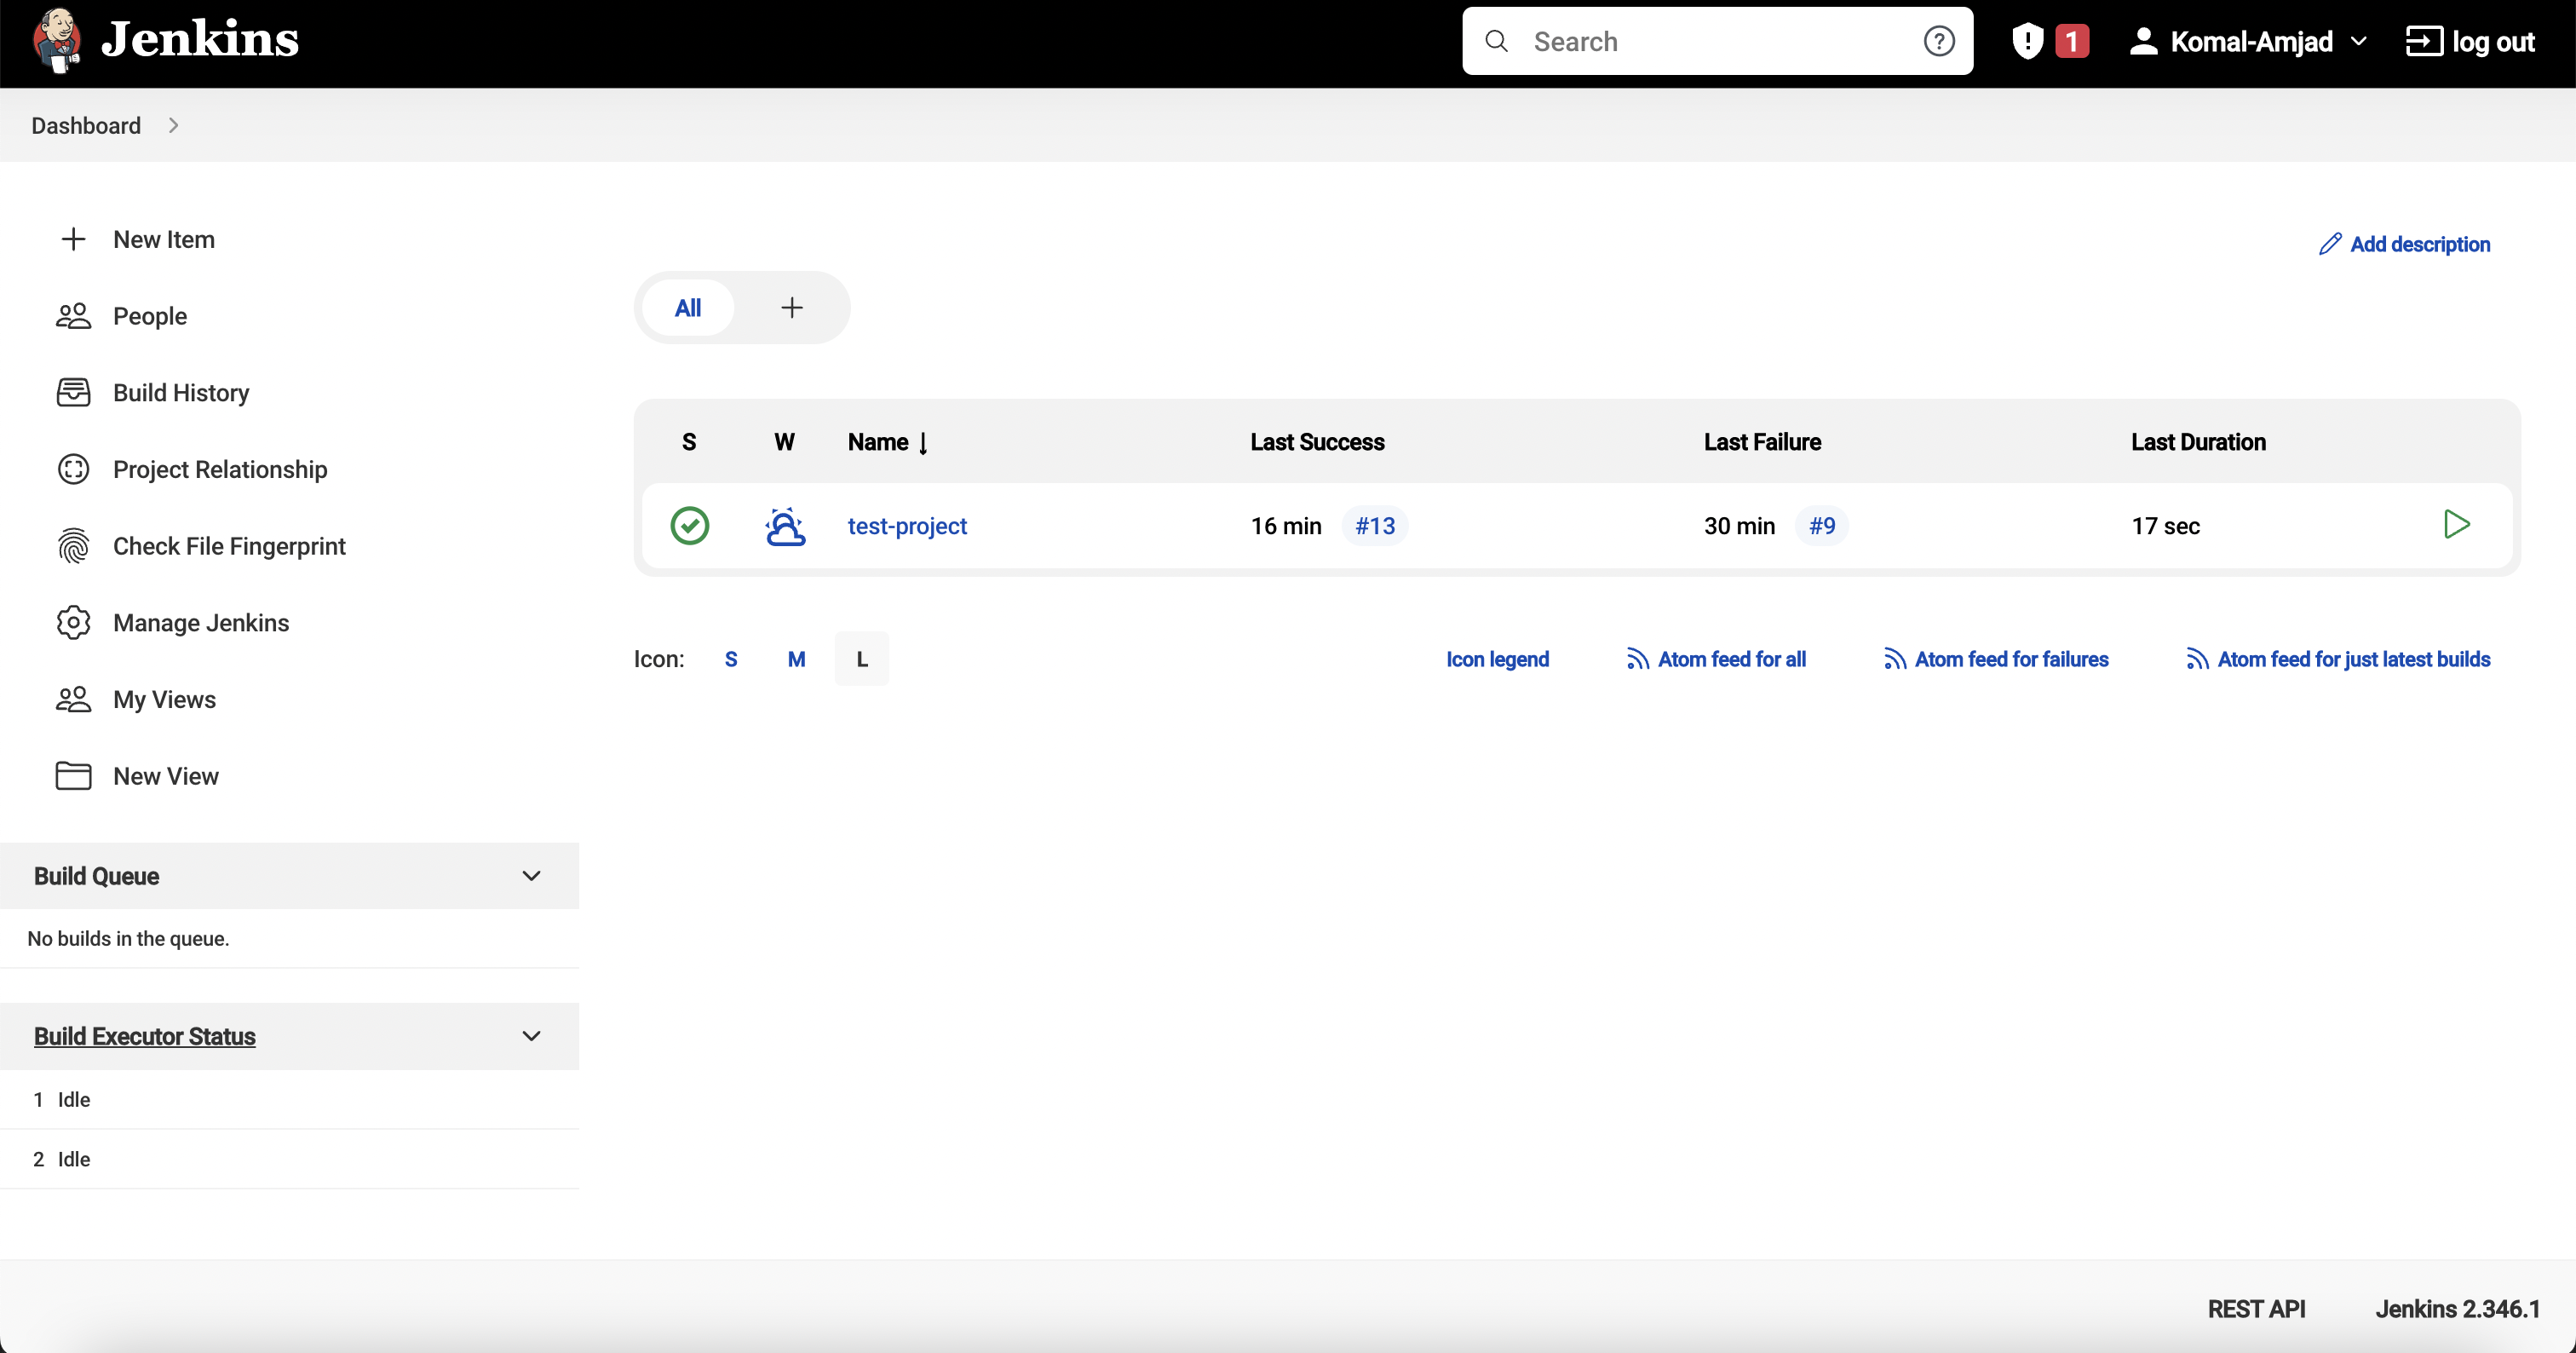 Jenkins
Search
1
Komal-Amjad
log out
Dashboard
New Item
People
Build History
Project Relationship
Check File Fingerprint
Manage Jenkins
My Views
New View
Build Queue
No builds in the queue.
Build Executor Status
1 Idle
2 Idle
Add description
All
S W Name ↓ Last Success Last Failure Last Duration
test-project 16 min #13 30 min #9 17 sec
Icon: S M L
Icon legend Atom feed for all Atom feed for failures Atom feed for just latest builds
REST API Jenkins 2.346.1